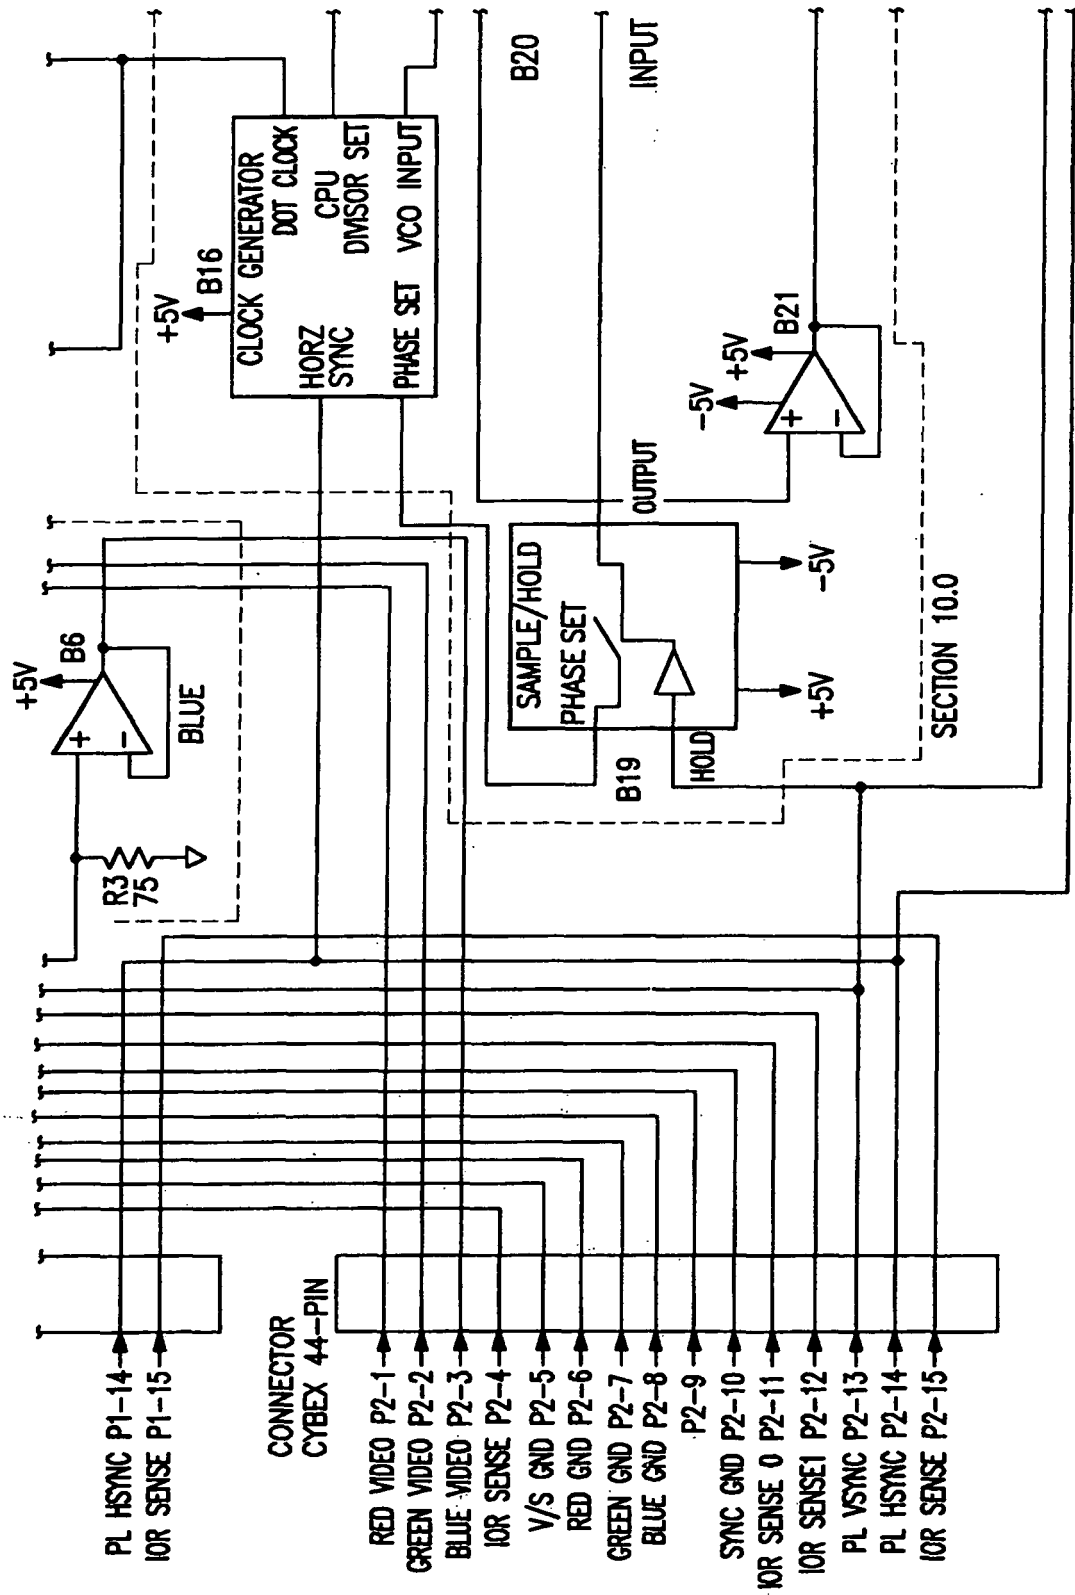 PL HSYNC P1-14
IOR SENSE P1-15
CONNECTOR
CYBEX 44-PIN
RED VIDEO P2-1
GREEN VIDEO P2-2
BLUE VIDEO P2-3
IOR SENSE P2-4
V/S GND P2-5
RED GND P2-6
GREEN GND P2-7
BLUE GND P2-8
P2-9
SYNC GND P2-10
IOR SENSE 0 P2-11
IOR SENSE1 P2-12
PL VSYNC P2-13
PL HSYNC P2-14
IOR SENSE P2-15
R3
75
+5V
B6
+
-
BLUE
+5V
B16
CLOCK GENERATOR
DOT CLOCK
HORZ
SYNC
CPU
DMSOR SET
PHASE SET
VCO INPUT
B19
SAMPLE/HOLD
PHASE SET
HOLD
+5V
-5V
OUTPUT
B20
INPUT
-5V
+5V
B21
+
-
SECTION 10.0